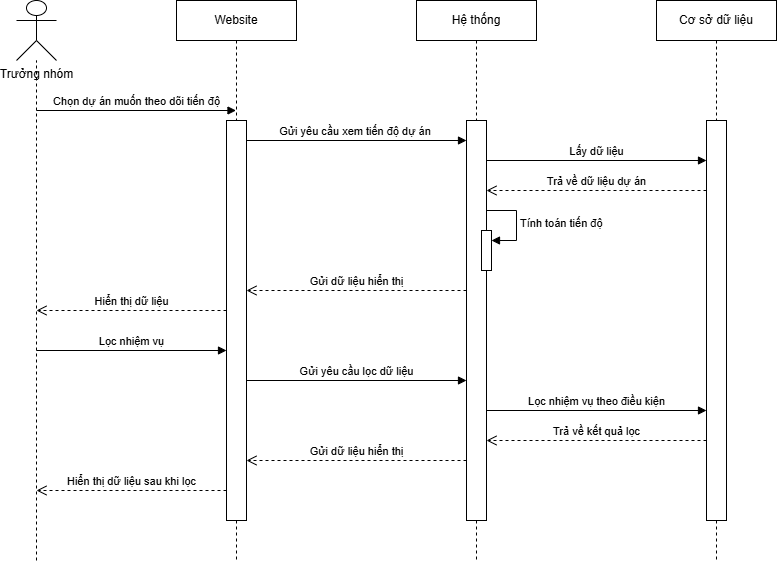 Website
Hệ thống
Cơ sở dữ liệu
Trưởng nhóm
Chọn dự án muốn theo dõi tiến độ
Gửi yêu cầu xem tiến độ dự án
Lấy dữ liệu
Trả về dữ liệu dự án
Tính toán tiến độ
Gửi dữ liệu hiển thị
Hiển thị dữ liệu
Lọc nhiệm vụ
Gửi yêu cầu lọc dữ liệu
Lọc nhiệm vụ theo điều kiện
Trả về kết quả lọc
Gửi dữ liệu hiển thị
Hiển thị dữ liệu sau khi lọc